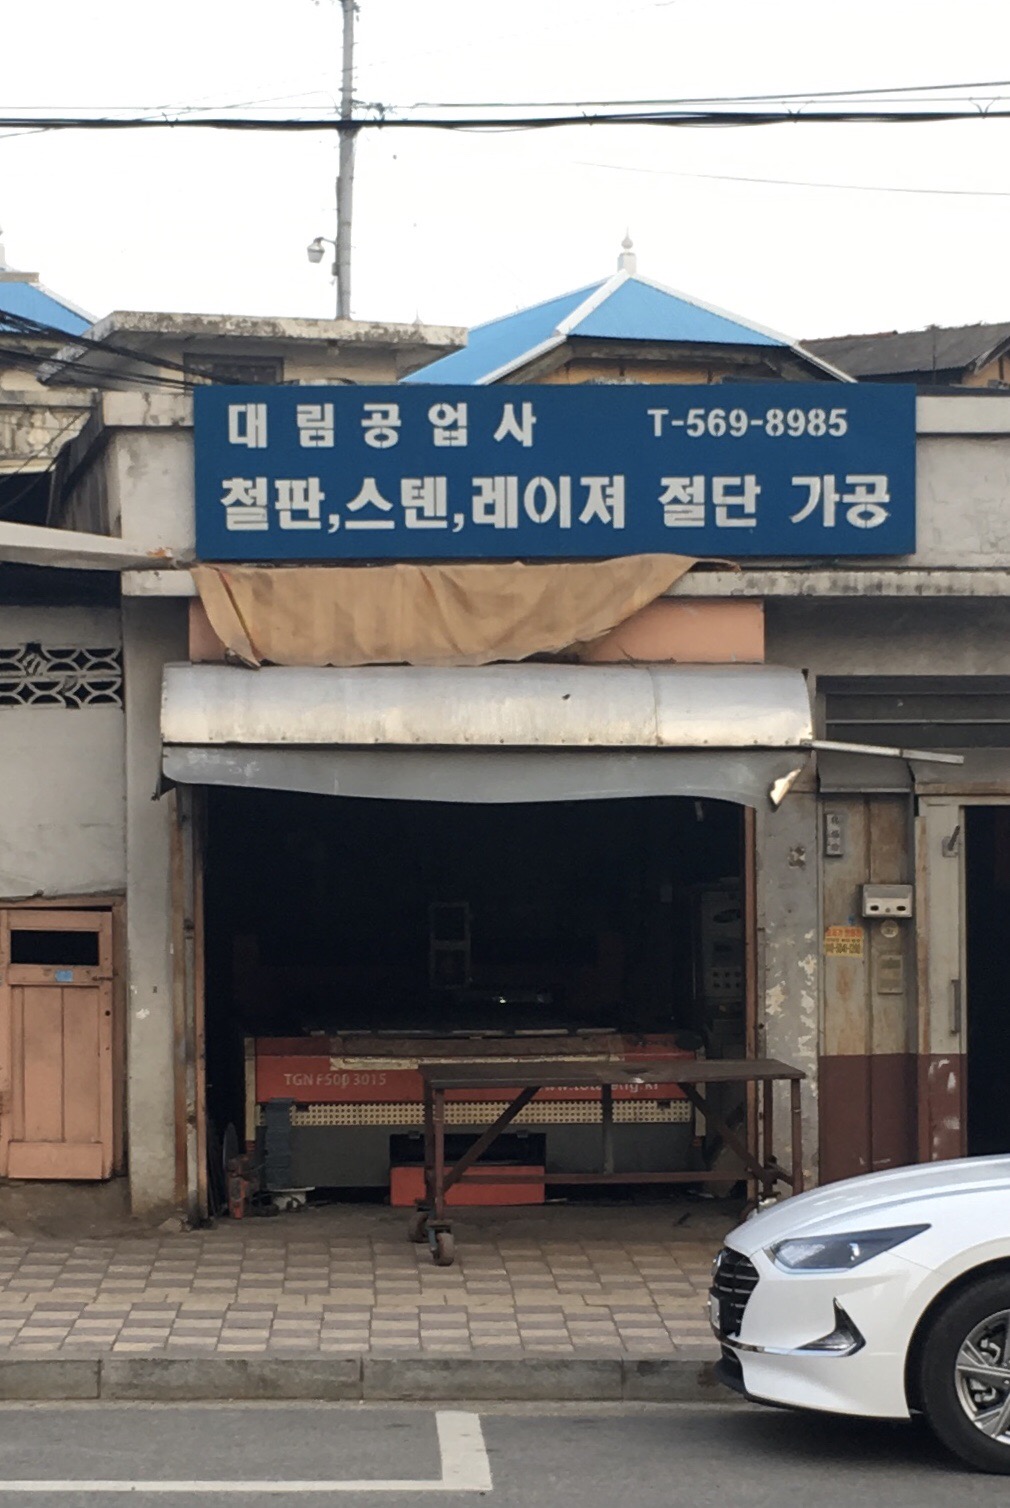 대림공업사 T-569-8985
철판,스텐,레이져 절단 가공
TGN F500 3015